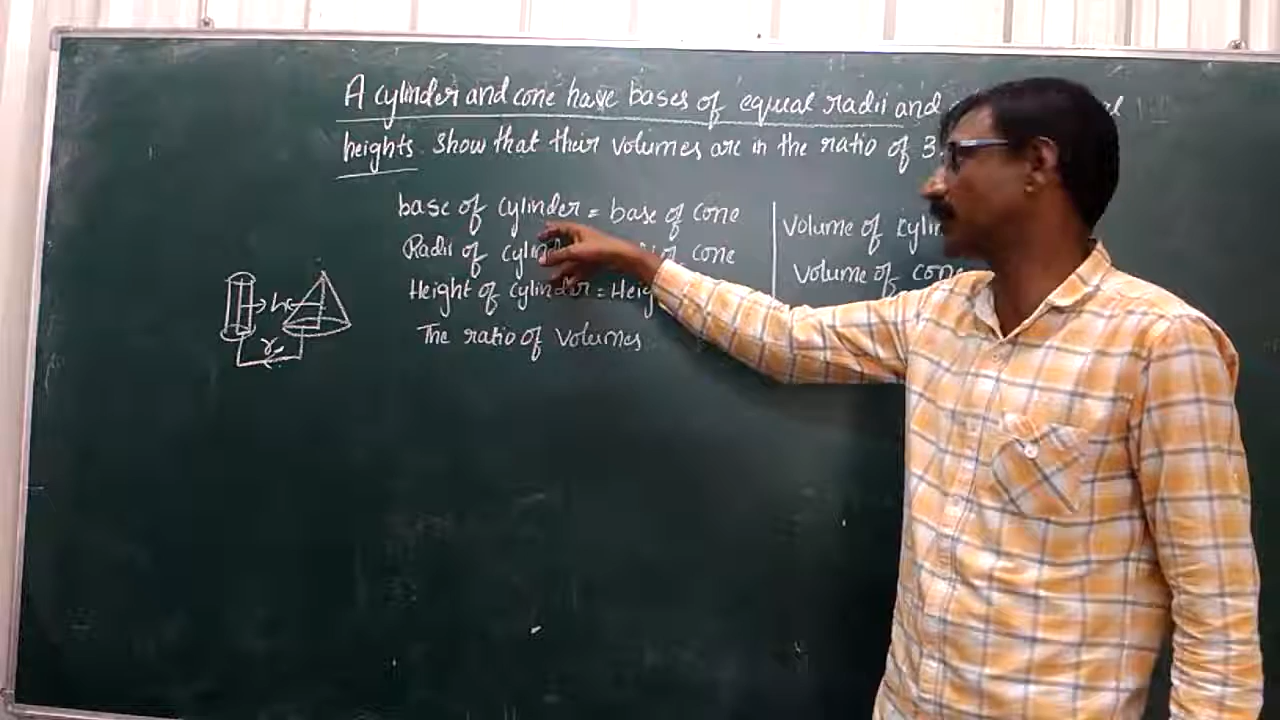 A cylinder and cone have bases of equal radii and
heights. Show that their volumes are in the ratio of 3.
base of cylinder = base of cone
Radii of cylinder of cone
Height of cylinder =
The ratio of volumes
h
r
Volume of
Volume of cone